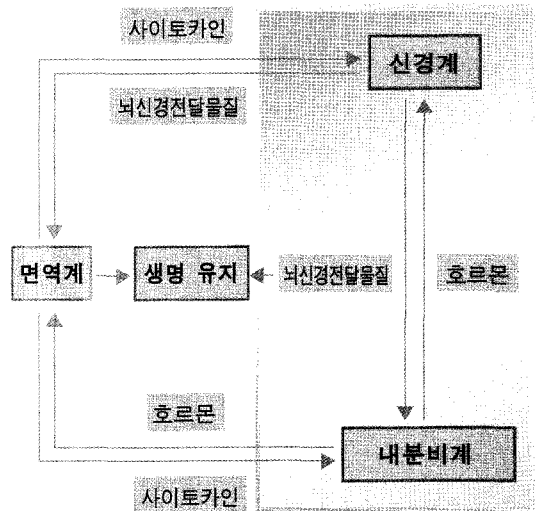 사이토카인
신경계
뇌신경전달물질
면역계
생명 유지
뇌신경전달물질
호르몬
호르몬
내분비계
사이토카인